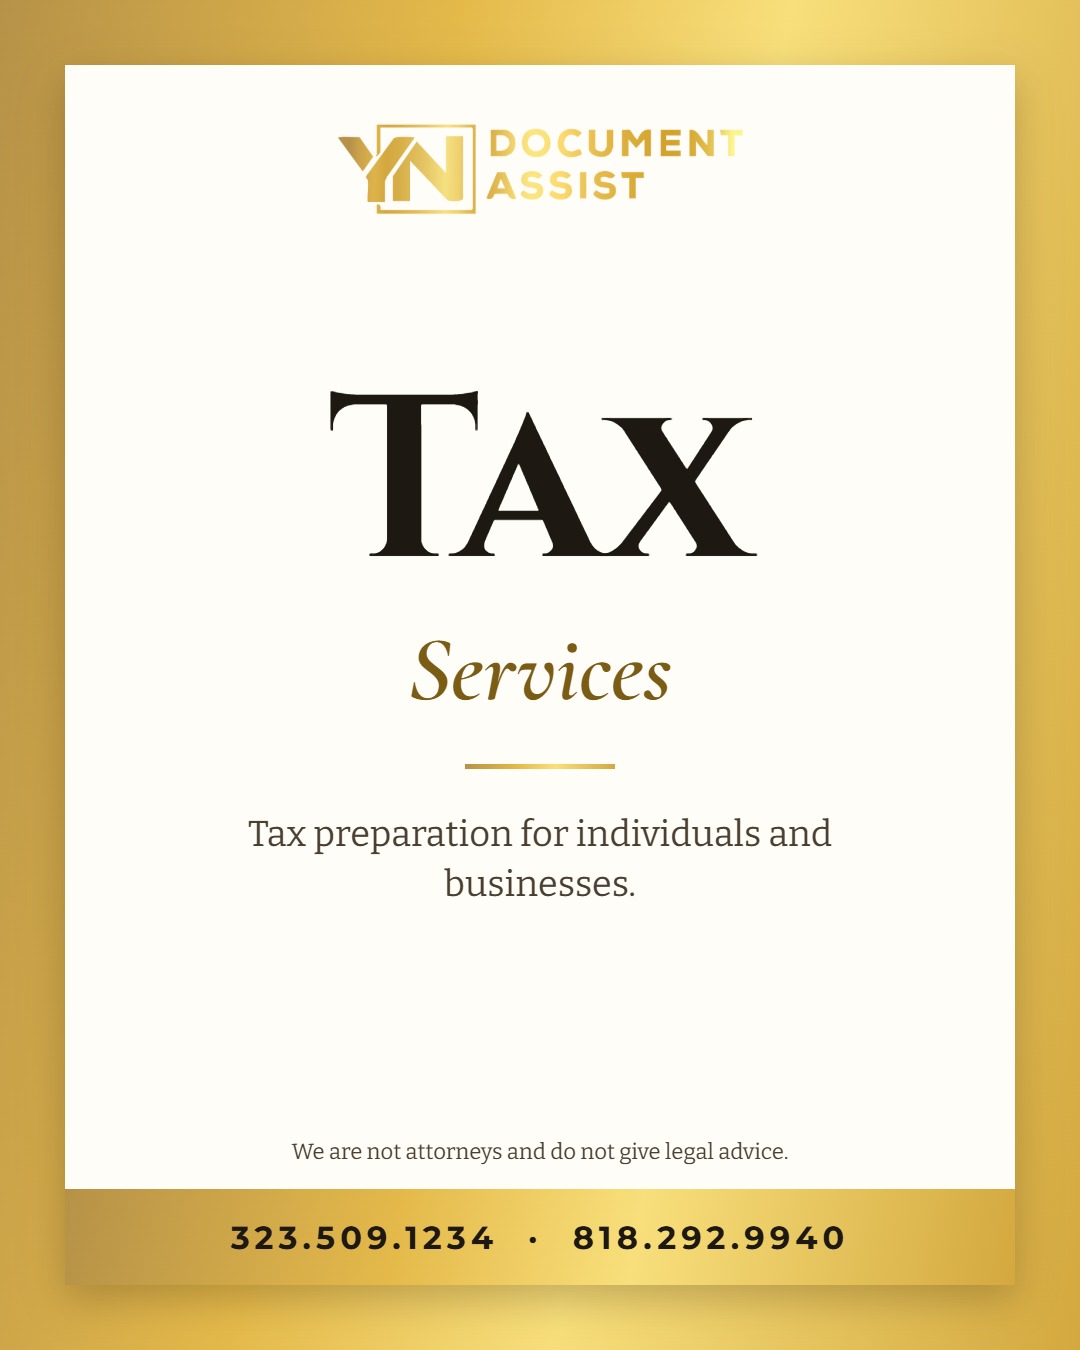 YN DOCUMENT
ASSIST
Tax
Services
Tax preparation for individuals and
businesses.
We are not attorneys and do not give legal advice.
323.509.1234 · 818.292.9940